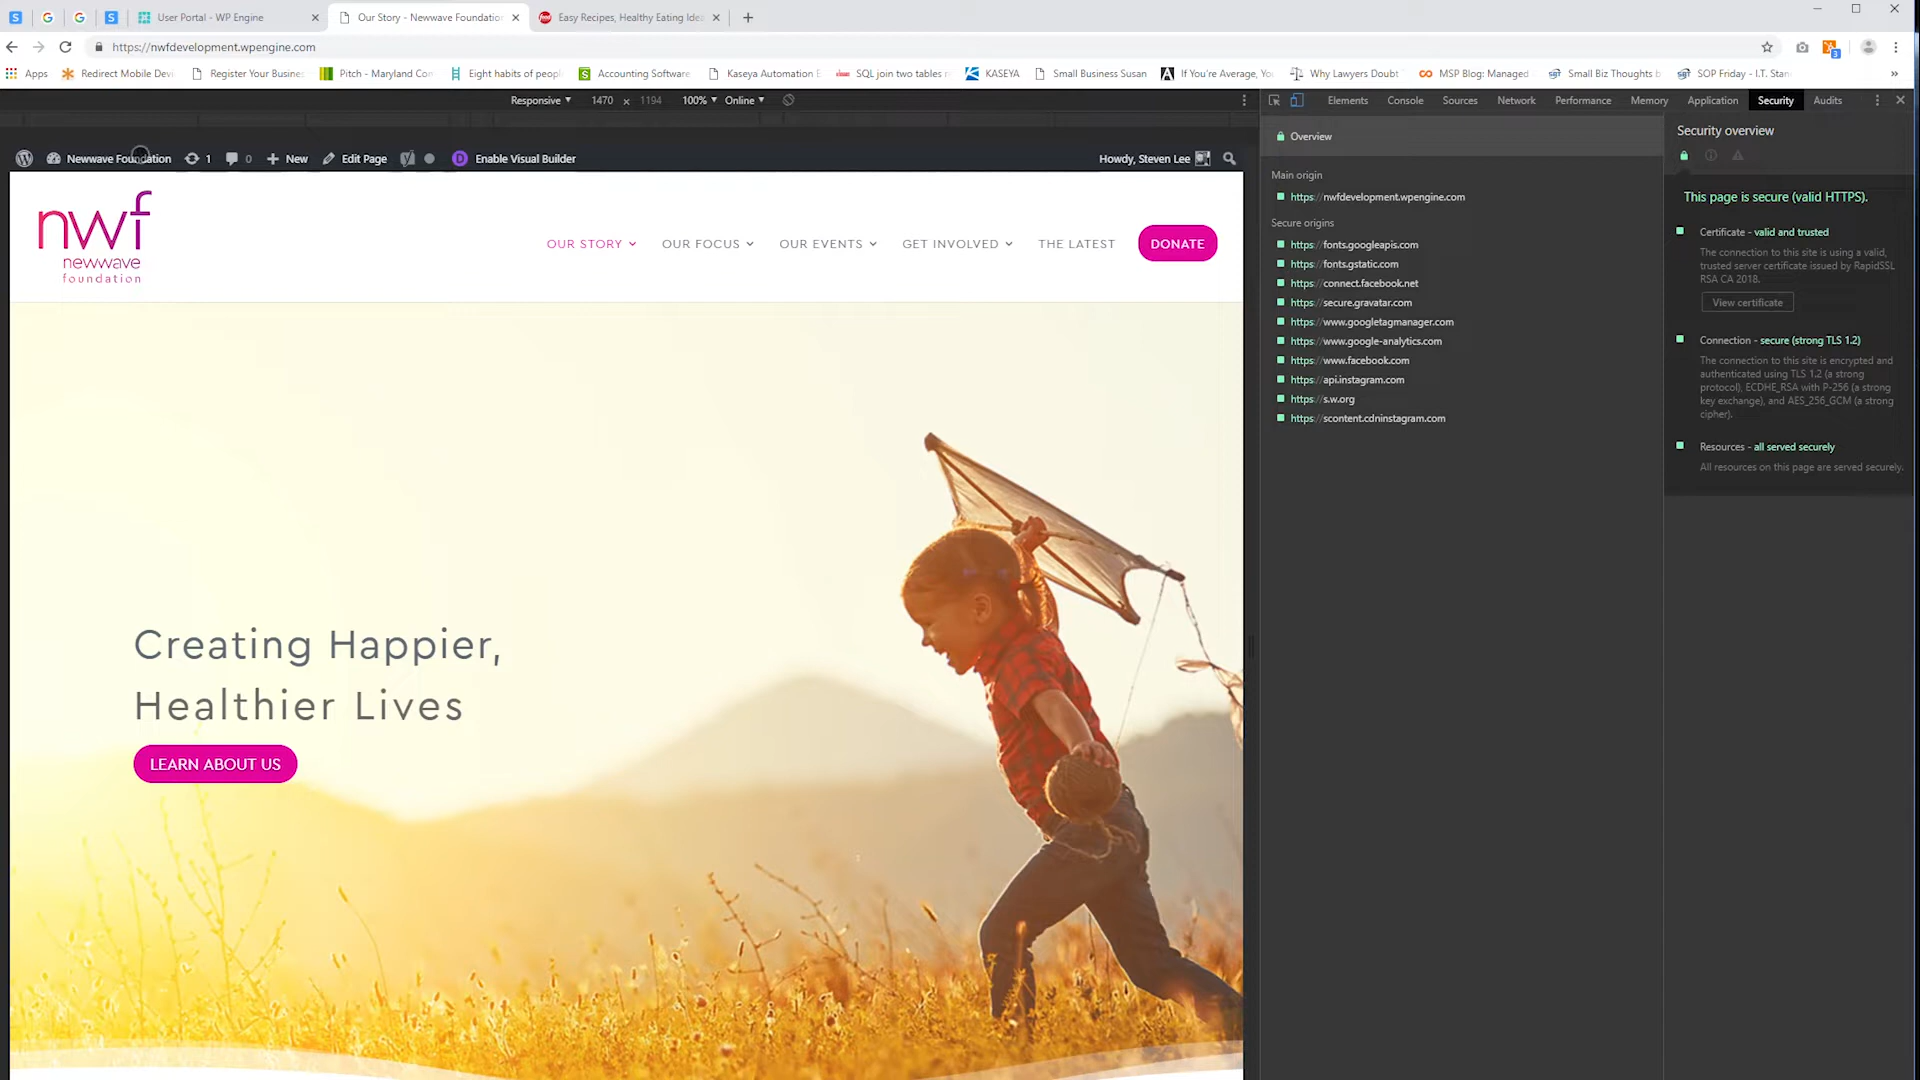 User Portal - WP Engine
Our Story - Newwave Foundation
Easy Recipes, Healthy Eating Idea
https://nwfdevelopment.wpengine.com
Apps
Redirect Mobile Devi
Register Your Busine
Pitch - Maryland Con
Eight habits of people
Accounting Software
Kaseya Automation E
SQL join two tables r
KASEYA
Small Business Susan
If You're Average, You
Why Lawyers Doubt
MSP Blog: Managed
Small Biz Thoughts b
SOP Friday - I.T. Stan
Responsive
1470 x 1194
100%
Online
Elements
Console
Sources
Network
Performance
Memory
Application
Security
Audits
Newwave Foundation
1
0
New
Edit Page
D
Enable Visual Builder
Howdy, Steven Lee
nwf
newwave
foundation
OUR STORY
OUR FOCUS
OUR EVENTS
GET INVOLVED
THE LATEST
DONATE
Creating Happier,
Healthier Lives
LEARN ABOUT US
Overview
Main origin
https://nwfdevelopment.wpengine.com
Secure origins
https://fonts.googleapis.com
https://fonts.gstatic.com
https://connect.facebook.net
https://secure.gravatar.com
https://www.googletagmanager.com
https://www.google-analytics.com
https://www.facebook.com
https://api.instagram.com
https://s.w.org
https://scontent.cdninstagram.com
Security overview
This page is secure (valid HTTPS).
Certificate - valid and trusted
The connection to this site is using a valid,
trusted server certificate issued by RapidSSL
RSA CA 2018.
View certificate
Connection - secure (strong TLS 1.2)
The connection to this site is encrypted and
authenticated using TLS 1.2 (a strong
protocol), ECDHE_RSA with P-256 (a strong
key exchange), and AES_256_GCM (a strong
cipher).
Resources - all served securely
All resources on this page are served securely.